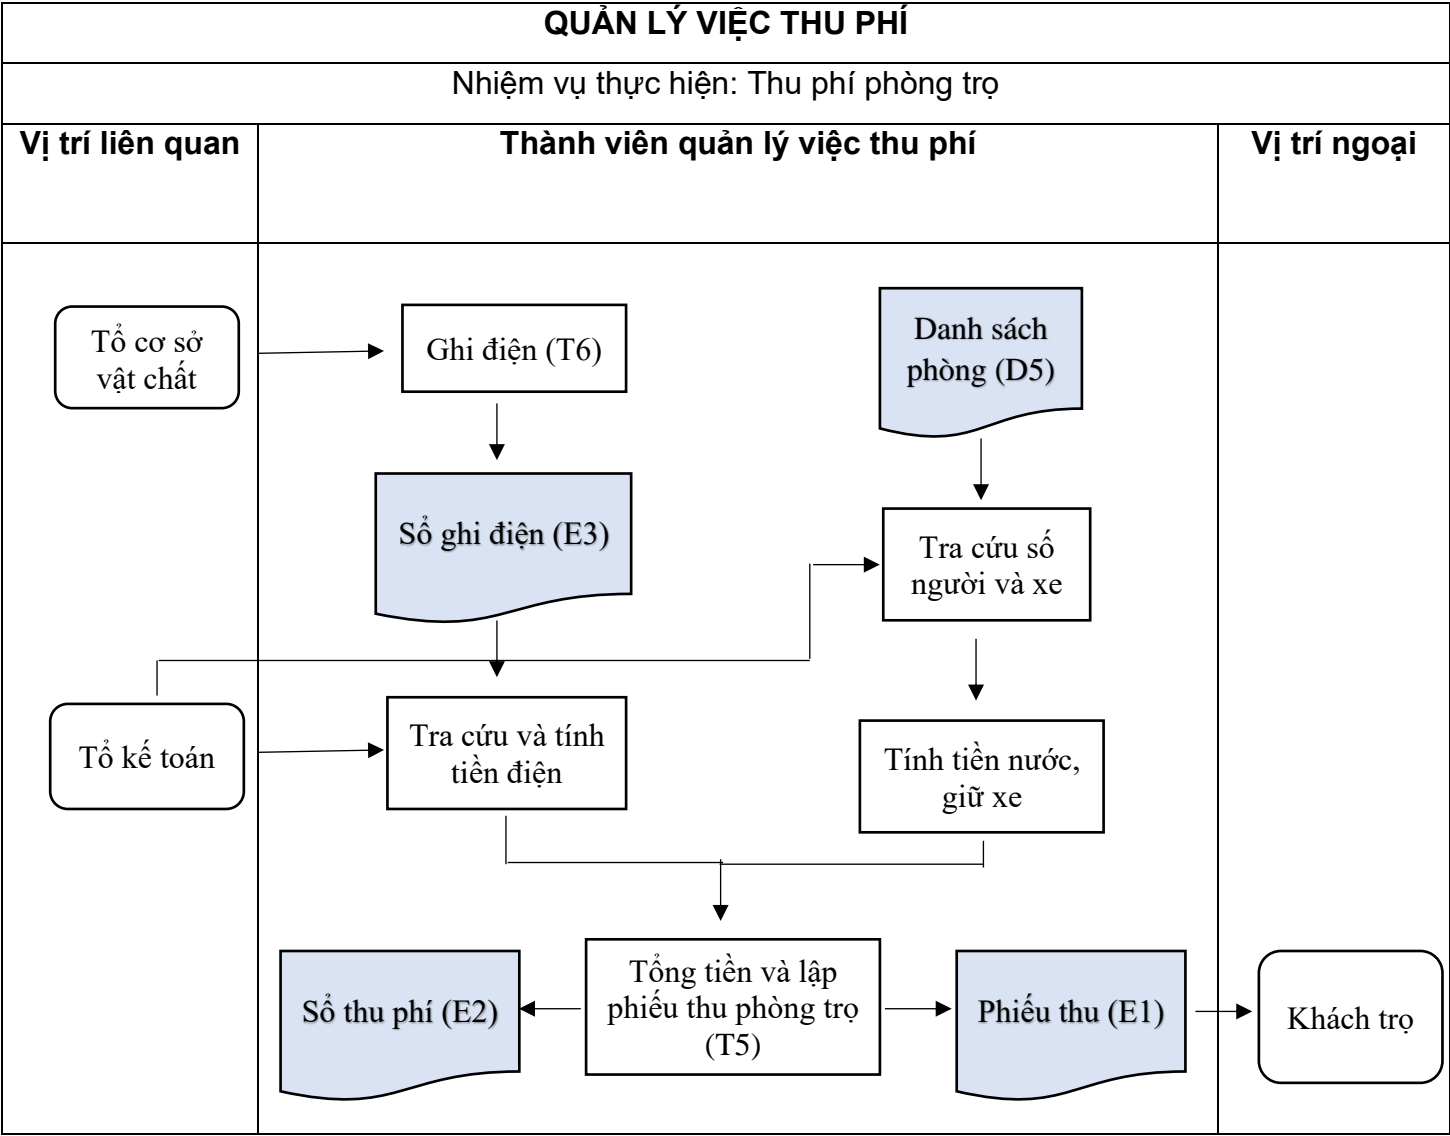 QUẢN LÝ VIỆC THU PHÍ
Nhiệm vụ thực hiện: Thu phí phòng trọ
Vị trí liên quan
Thành viên quản lý việc thu phí
Vị trí ngoại
Tổ cơ sở
vật chất
Ghi điện (T6)
Danh sách
phòng (D5)
Sổ ghi điện (E3)
Tra cứu số
người và xe
Tổ kế toán
Tra cứu và tính
tiền điện
Tính tiền nước,
giữ xe
Sổ thu phí (E2)
Tổng tiền và lập
phiếu thu phòng trọ
(T5)
Phiếu thu (E1)
Khách trọ